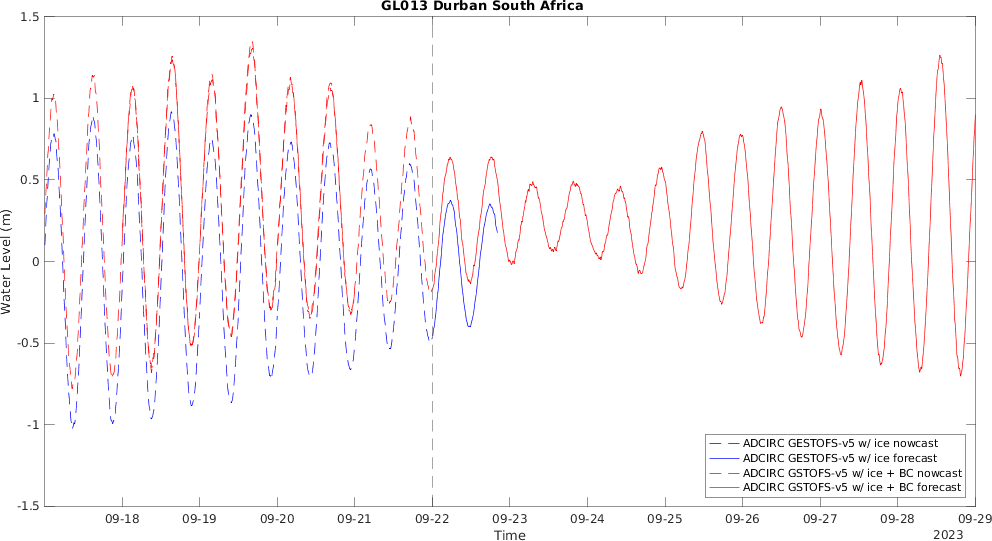 GL013 Durban South Africa
1.5
1
0.5
0
-0.5
-1
-1.5
Water Level (m)
ADCIRC GESTOFS-v5 w/ ice nowcast
ADCIRC GESTOFS-v5 w/ ice forecast
ADCIRC GSTOFS-v5 w/ ice + BC nowcast
ADCIRC GSTOFS-v5 w/ ice + BC forecast
09-18 09-19 09-20 09-21 09-22 09-23 09-24 09-25 09-26 09-27 09-28 09-29
Time
2023